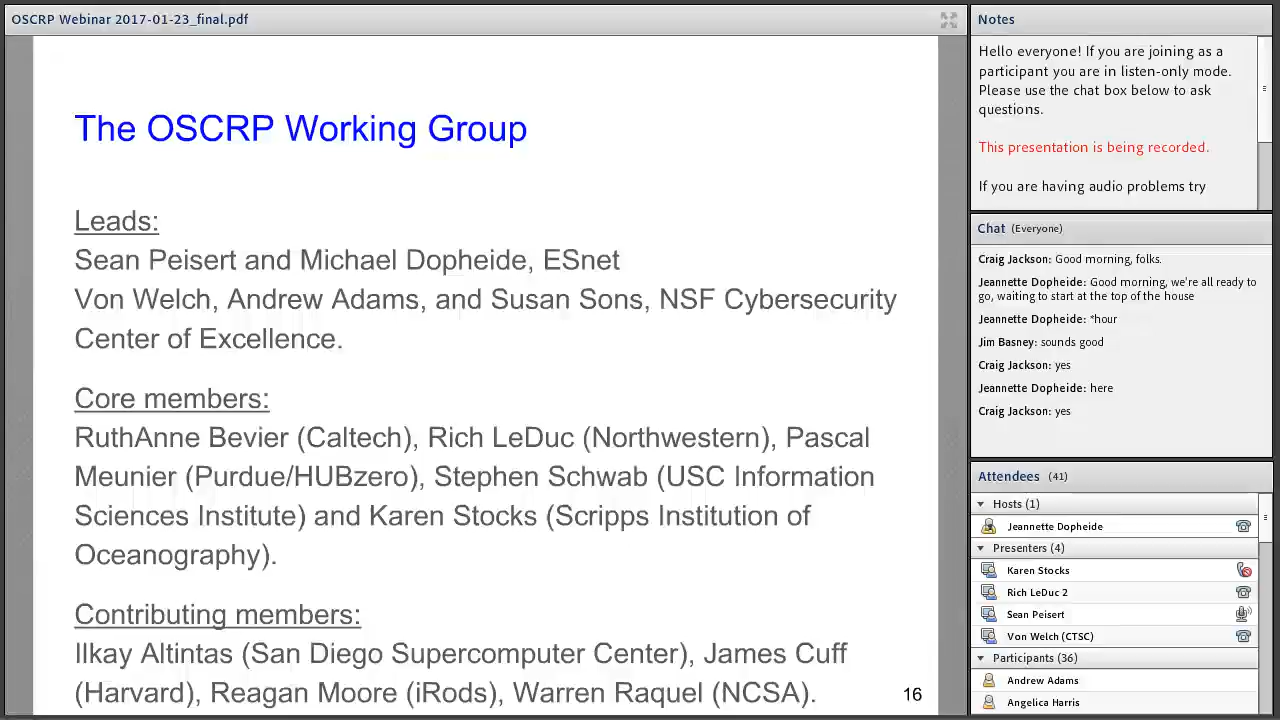 OSCRP Webinar 2017-01-23_final.pdf
The OSCRP Working Group
Leads:
Sean Peisert and Michael Dopheide, ESnet
Von Welch, Andrew Adams, and Susan Sons, NSF Cybersecurity
Center of Excellence.
Core members:
RuthAnne Bevier (Caltech), Rich LeDuc (Northwestern), Pascal
Meunier (Purdue/HUBzero), Stephen Schwab (USC Information
Sciences Institute) and Karen Stocks (Scripps Institution of
Oceanography).
Contributing members:
Ilkay Altintas (San Diego Supercomputer Center), James Cuff
(Harvard), Reagan Moore (iRods), Warren Raquel (NCSA).
16
Notes
Hello everyone! If you are joining as a
participant you are in listen-only mode.
Please use the chat box below to ask
questions.
This presentation is being recorded.
If you are having audio problems try
Chat (Everyone)
Craig Jackson: Good morning, folks.
Jeannette Dopheide: Good morning, we're all ready to
go, waiting to start at the top of the house
Jeannette Dopheide: *hour
Jim Basney: sounds good
Craig Jackson: yes
Jeannette Dopheide: here
Craig Jackson: yes
Attendees (41)
Hosts (1)
Jeannette Dopheide
Presenters (4)
Karen Stocks
Rich LeDuc 2
Sean Peisert
Von Welch (CTSC)
Participants (36)
Andrew Adams
Angelica Harris